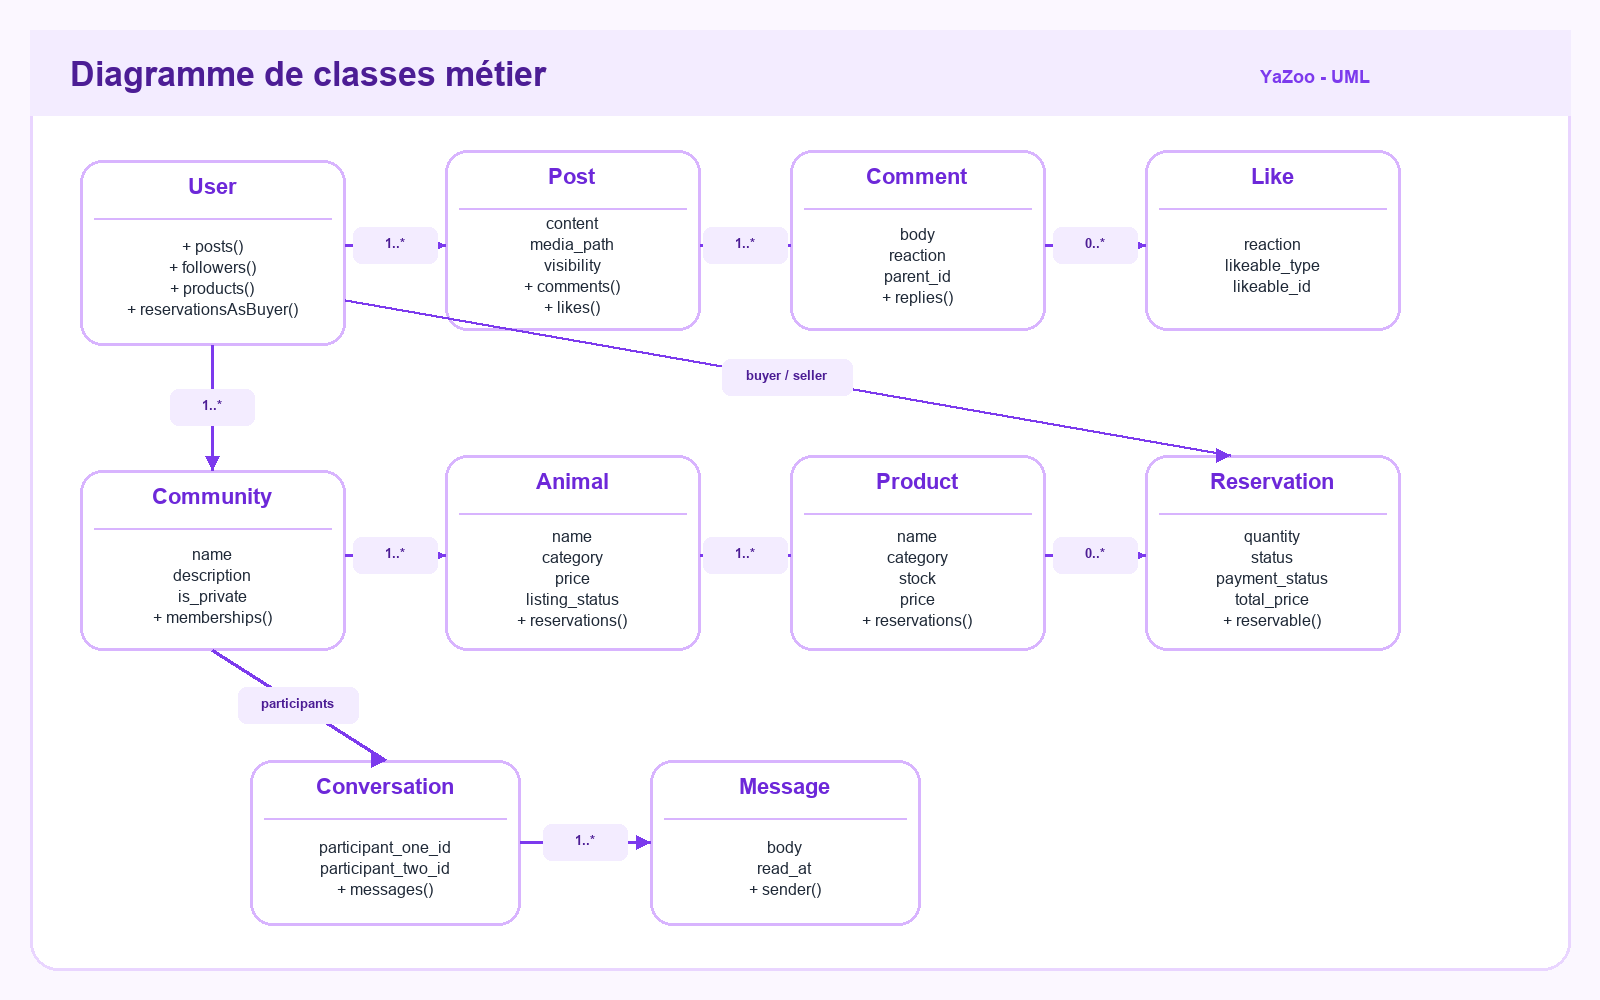 Diagramme de classes métier
YaZoo - UML
User
+ posts()
+ followers()
+ products()
+ reservationsAsBuyer()
1..*
Post
content
media_path
visibility
+ comments()
+ likes()
1..*
Comment
body
reaction
parent_id
+ replies()
0..*
Like
reaction
likeable_type
likeable_id
buyer / seller
1..*
Community
name
description
is_private
+ memberships()
1..*
Animal
name
category
price
listing_status
+ reservations()
1..*
Product
name
category
stock
price
+ reservations()
0..*
Reservation
quantity
status
payment_status
total_price
+ reservable()
participants
Conversation
participant_one_id
participant_two_id
+ messages()
1..*
Message
body
read_at
+ sender()